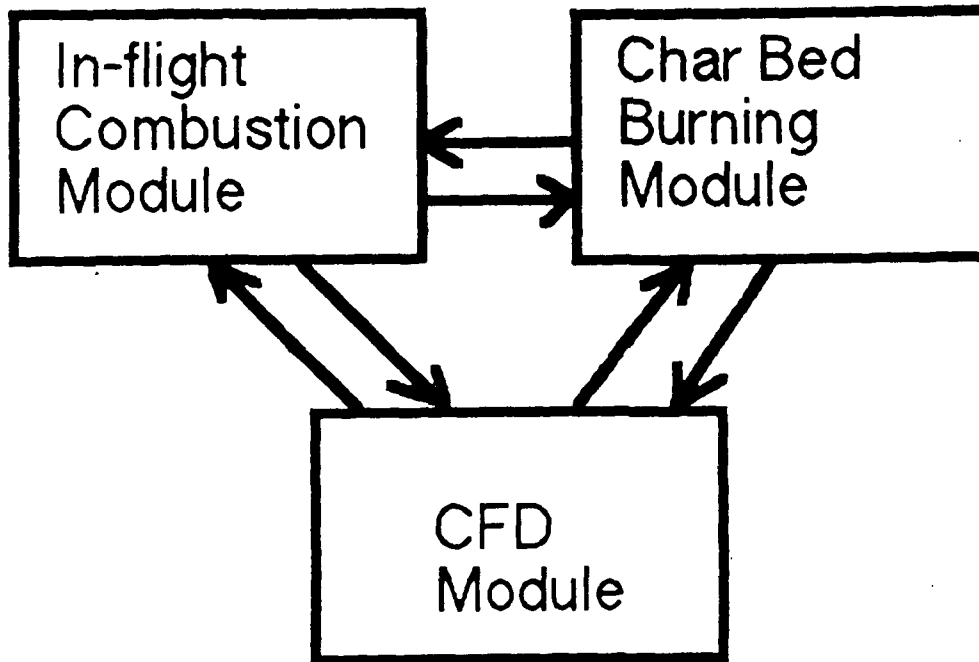 In-flight
Combustion
Module
Char Bed
Burning
Module
CFD
Module